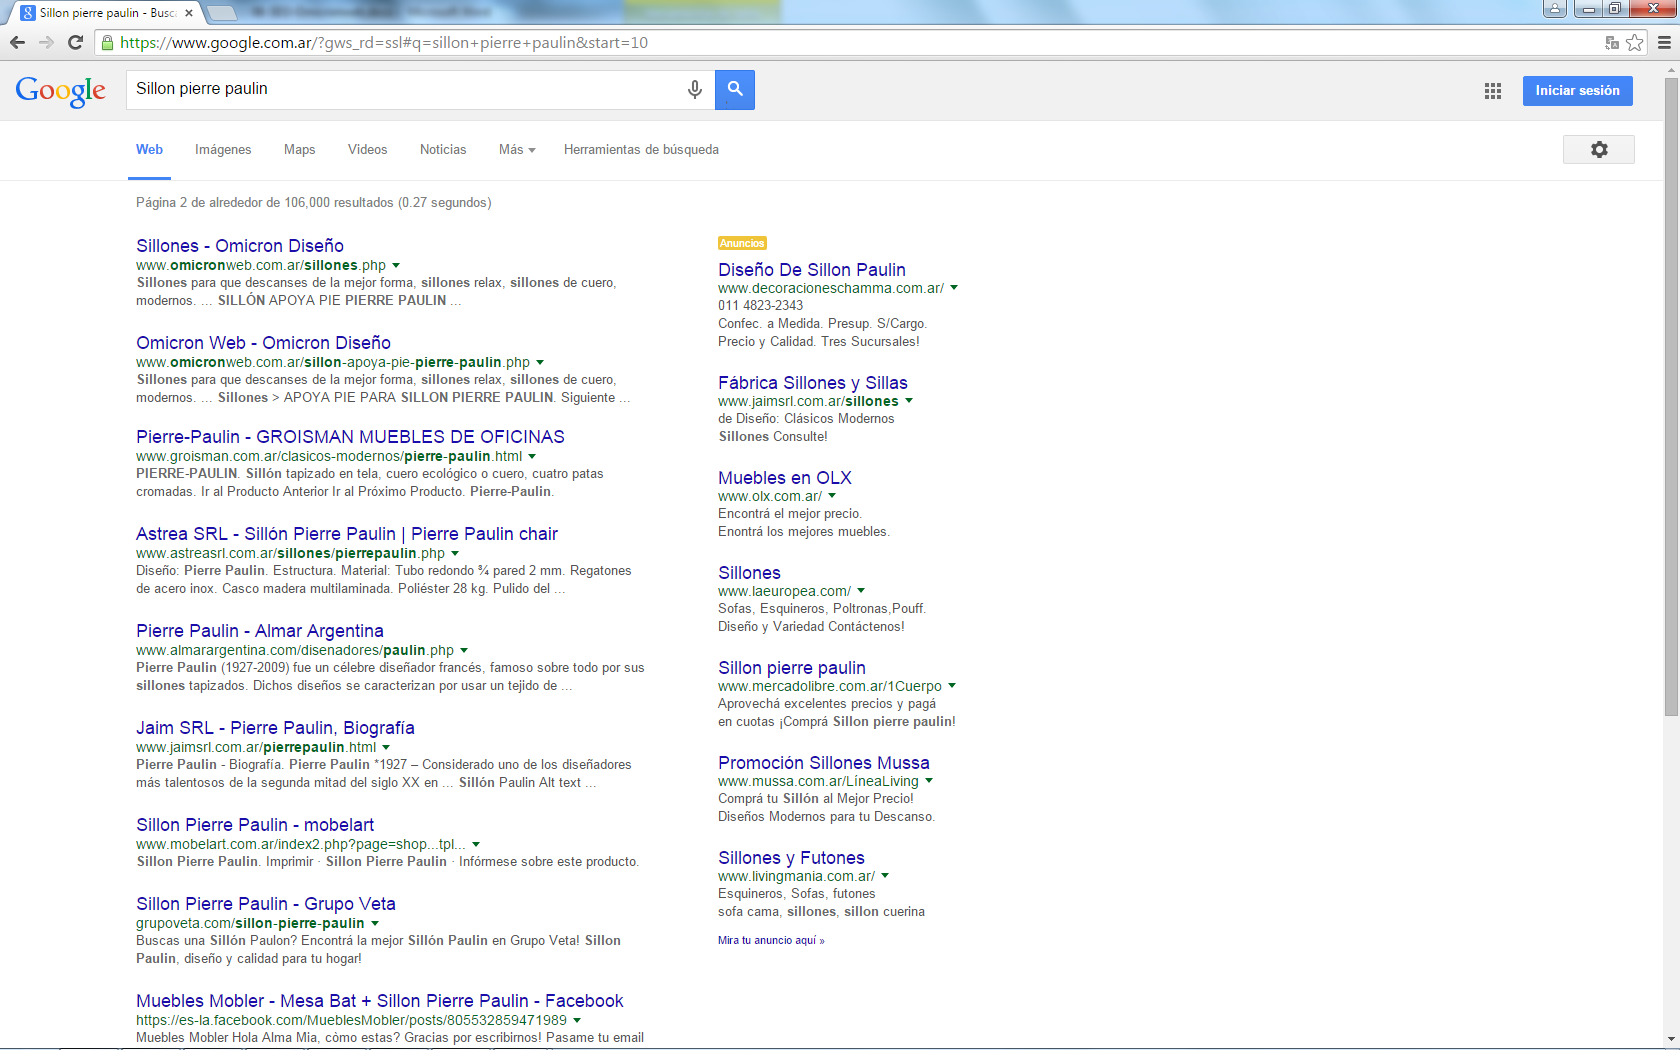 Sillon pierre paulin - Busc
https://www.google.com.ar/?gws_rd=ssl#q=sillon+pierre+paulin&start=10
Google
Sillon pierre paulin
Iniciar sesión
Web Imágenes Maps Videos Noticias Más Herramientas de búsqueda
Página 2 de alrededor de 106,000 resultados (0.27 segundos)
Sillones - Omicron Diseño
www.omicronweb.com.ar/sillones.php
Sillones para que descanses de la mejor forma, sillones relax, sillones de cuero,
modernos. ... SILLÓN APOYA PIE PIERRE PAULIN ...
Omicron Web - Omicron Diseño
www.omicronweb.com.ar/sillon-apoya-pie-pierre-paulin.php
Sillones para que descanses de la mejor forma, sillones relax, sillones de cuero,
modernos. ... Sillones > APOYA PIE PARA SILLON PIERRE PAULIN. Siguiente ...
Pierre-Paulin - GROISMAN MUEBLES DE OFICINAS
www.groisman.com.ar/clasicos-modernos/pierre-paulin.html
PIERRE-PAULIN. Sillón tapizado en tela, cuero ecológico o cuero, cuatro patas
cromadas. Ir al Producto Anterior Ir al Próximo Producto. Pierre-Paulin.
Astrea SRL - Sillón Pierre Paulin | Pierre Paulin chair
www.astreasrl.com.ar/sillones/pierrepaulin.php
Diseño: Pierre Paulin. Estructura. Material: Tubo redondo ¾ pared 2 mm. Regatones
de acero inox. Casco madera multilaminada. Poliéster 28 kg. Pulido del ...
Pierre Paulin - Almar Argentina
www.almarargentina.com/disenadores/paulin.php
Pierre Paulin (1927-2009) fue un célebre diseñador francés, famoso sobre todo por sus
sillones tapizados. Dichos diseños se caracterizan por usar un tejido de ...
Jaim SRL - Pierre Paulin, Biografía
www.jaimsrl.com.ar/pierrepaulin.html
Pierre Paulin - Biografía. Pierre Paulin *1927 – Considerado uno de los diseñadores
más talentosos de la segunda mitad del siglo XX en ... Sillón Paulin Alt text ...
Sillon Pierre Paulin - mobelart
www.mobelart.com.ar/index2.php?page=shop...tpl...
Sillon Pierre Paulin. Imprimir · Sillon Pierre Paulin · Infórmese sobre este producto.
Sillon Pierre Paulin - Grupo Veta
grupoveta.com/sillon-pierre-paulin
Buscas una Sillón Paulon? Encontrá la mejor Sillón Paulin en Grupo Veta! Sillon
Paulin, diseño y calidad para tu hogar!
Muebles Mobler - Mesa Bat + Sillon Pierre Paulin - Facebook
https://es-la.facebook.com/MueblesMobler/posts/805532859471989
Muebles Mobler Hola Alma Mia, còmo estas? Gracias por escribirnos! Pasame tu email
Anuncios
Diseño De Sillon Paulin
www.decoracioneschamma.com.ar/
011 4823-2343
Confec. a Medida. Presup. S/Cargo.
Precio y Calidad. Tres Sucursales!
Fábrica Sillones y Sillas
www.jaimsrl.com.ar/sillones
de Diseño: Clásicos Modernos
Sillones Consulte!
Muebles en OLX
www.olx.com.ar/
Encontrá el mejor precio.
Enontrá los mejores muebles.
Sillones
www.laeuropea.com/
Sofas, Esquineros, Poltronas,Pouff.
Diseño y Variedad Contáctenos!
Sillon pierre paulin
www.mercadolibre.com.ar/1Cuerpo
Aprovechá excelentes precios y pagá
en cuotas ¡Comprá Sillon pierre paulin!
Promoción Sillones Mussa
www.mussa.com.ar/LíneaLiving
Comprá tu Sillón al Mejor Precio!
Diseños Modernos para tu Descanso.
Sillones y Futones
www.livingmania.com.ar/
Esquineros, Sofas, futones
sofa cama, sillones, sillon cuerina
Mira tu anuncio aquí »